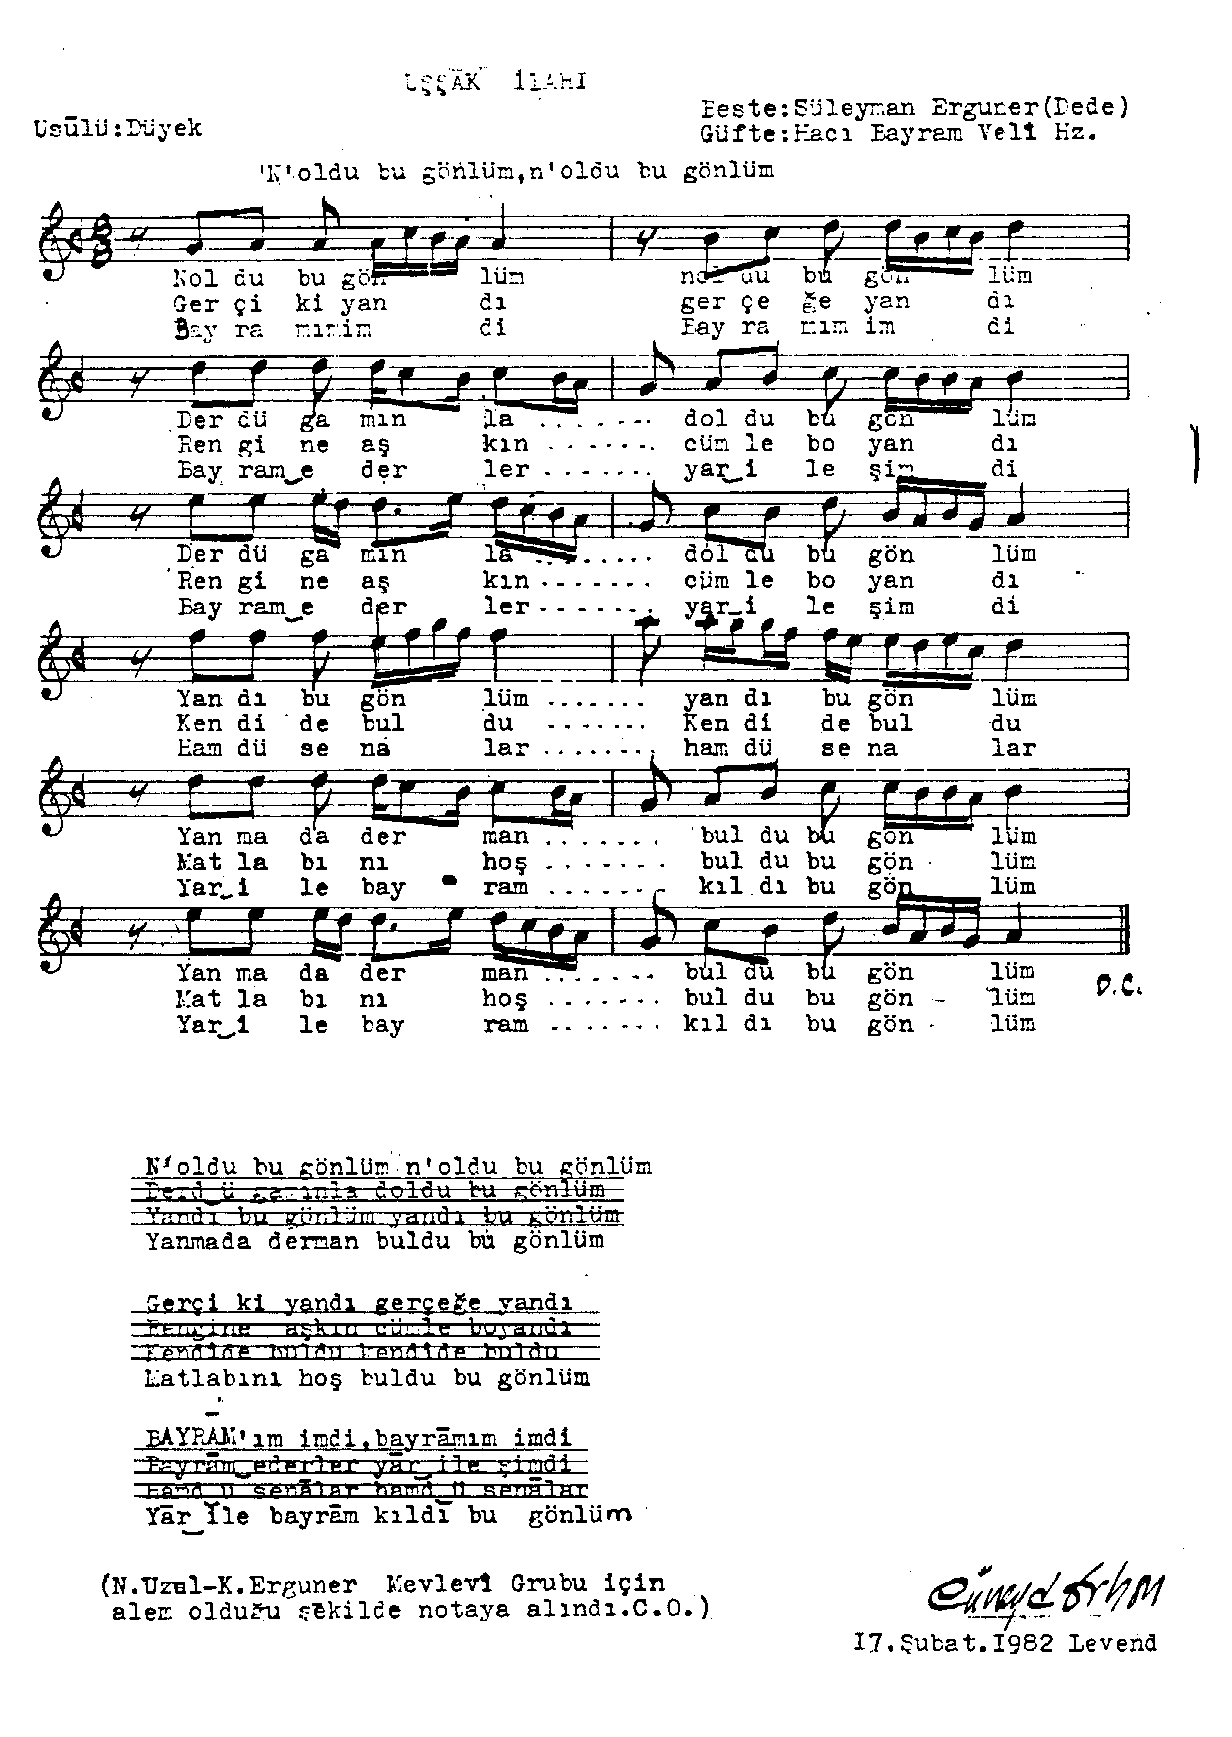 UŞŞÂK İLAHİ
Usūlü:Düyek
Beste:Süleyman Erguner(Dede)
Güfte:Hacı Bayram Veli Hz.
'N'oldu bu gönlüm,n'oldu bu gönlüm
Nol du bu gön lüm nol du bu gön lüm
Ger çi ki yan dı ger çe ğe yan dı
Bay ra mımim di Bay ra mım im di
Der dü ga mın la ....... dol du bu gön lüm
Ren gi ne aş kın ....... cüm le bo yan dı
Bay ram‿e der ler ....... yar‿i le şim di
Der dü ga mın la ....... dol du bu gön lüm
Ren gi ne aş kın ....... cüm le bo yan dı
Bay ram‿e der ler ....... yar‿i le şim di
Yan dı bu gön lüm ....... yan dı bu gön lüm
Ken di de bul du ....... Ken di de bul du
Ham dü se na lar ....... ham dü se na lar
Yan ma da der man ....... bul du bu gön lüm
Mat la bı nı hoş ....... bul du bu gön lüm
Yar‿i le bay ram ....... kıl dı bu gön lüm
Yan ma da der man ....... bul du bu gön lüm
Mat la bı nı hoş ....... bul du bu gön - lüm
Yar‿i le bay ram ....... kıl dı bu gön - lüm
D.C.
N'oldu bu gönlüm n'oldu bu gönlüm
Derd‿ü gamınla doldu bu gönlüm
Yandı bu gönlüm yandı bu gönlüm
Yanmada derman buldu bu gönlüm
Gerçi ki yandı gerçeğe yandı
Rengine aşkın cümle boyandı
Kendide buldu kendide buldu
Matlabını hoş buldu bu gönlüm
BAYRĀM'ım imdi,bayrāmım imdi
Bayrām‿ederler yār‿ile şimdi
Hamd ü senālar hamd ü senālar
Yār‿İle bayrām kıldī bu gönlüm
(N.Uzel-K.Erguner Mevlevî Grubu için
alem olduğu şekilde notaya alındı.C.O.)
Cüneyd Orhon
17.Şubat.1982 Levend